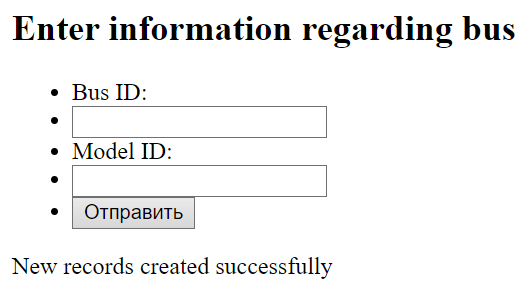 Enter information regarding bus
Bus ID:
Model ID:
Отправить
New records created successfully